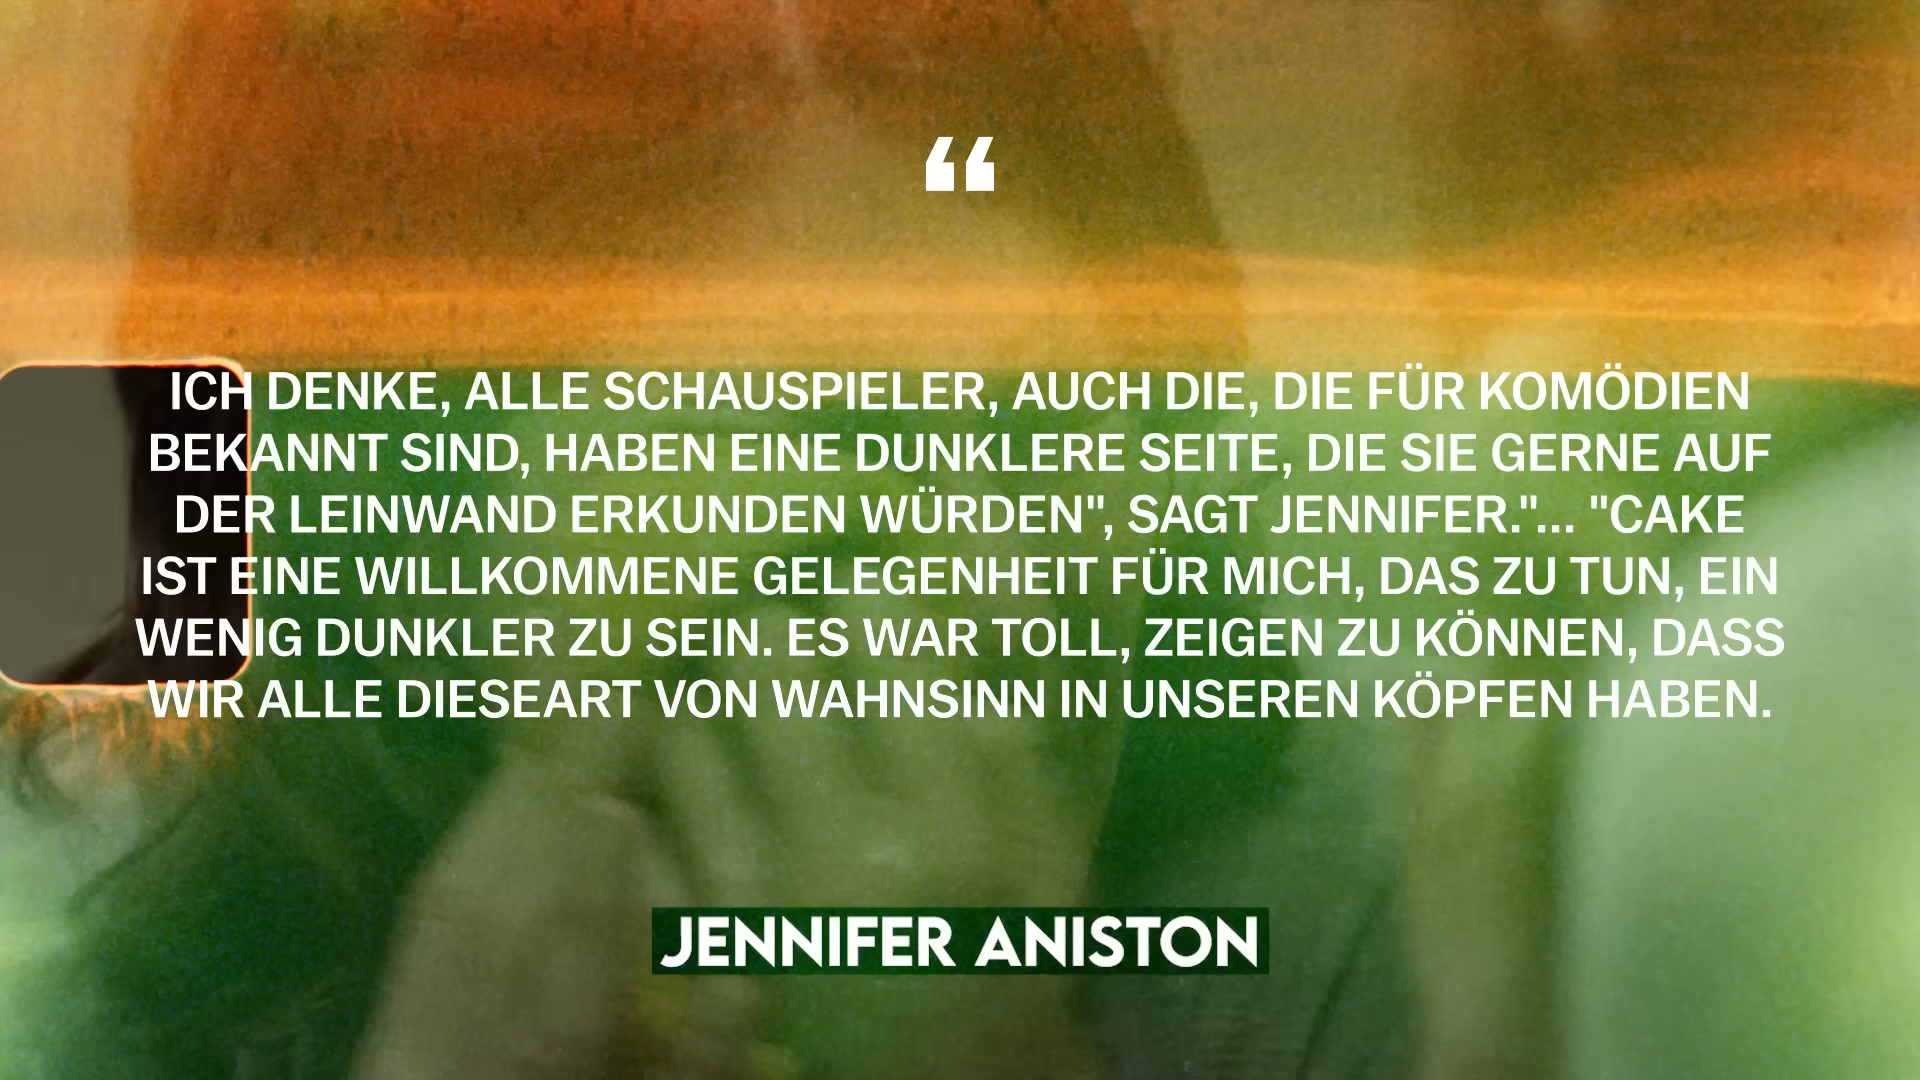 “
ICH DENKE, ALLE SCHAUSPIELER, AUCH DIE, DIE FÜR KOMÖDIEN
BEKANNT SIND, HABEN EINE DUNKLERE SEITE, DIE SIE GERNE AUF
DER LEINWAND ERKUNDEN WÜRDEN", SAGT JENNIFER."... "CAKE
IST EINE WILLKOMMENE GELEGENHEIT FÜR MICH, DAS ZU TUN, EIN
WENIG DUNKLER ZU SEIN. ES WAR TOLL, ZEIGEN ZU KÖNNEN, DASS
WIR ALLE DIESEART VON WAHNSINN IN UNSEREN KÖPFEN HABEN.
JENNIFER ANISTON